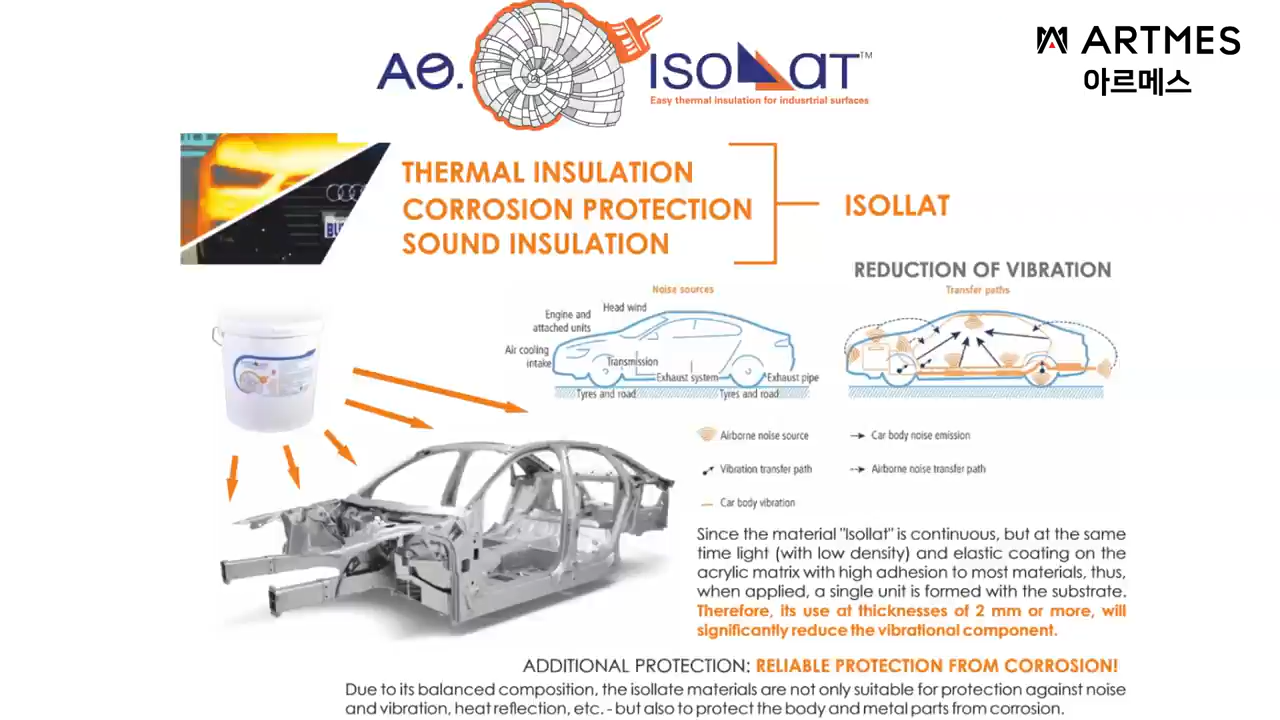 AO.
ISOLLAT™
Easy thermal insulation for indusrtrial surfaces
ARTMES
아르메스
THERMAL INSULATION
CORROSION PROTECTION
SOUND INSULATION
ISOLLAT
REDUCTION OF VIBRATION
Noise sources
Transfer paths
Head wind
Engine and
attached units
Air cooling
intake
Transmission
Exhaust system
Exhaust pipe
Tyres and road
Tyres and road
Airborne noise source
Car body noise emission
Vibration transfer path
Airborne noise transfer path
Car body vibration
Since the material "Isollat" is continuous, but at the same
time light (with low density) and elastic coating on the
acrylic matrix with high adhesion to most materials, thus,
when applied, a single unit is formed with the substrate.
Therefore, its use at thicknesses of 2 mm or more, will
significantly reduce the vibrational component.
ADDITIONAL PROTECTION: RELIABLE PROTECTION FROM CORROSION!
Due to its balanced composition, the isollate materials are not only suitable for protection against noise
and vibration, heat reflection, etc. - but also to protect the body and metal parts from corrosion.